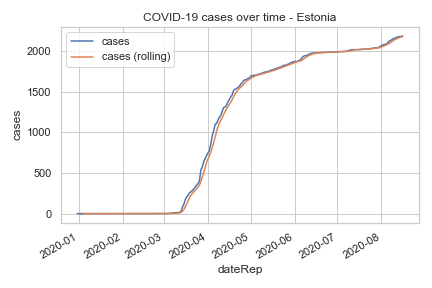 COVID-19 cases over time - Estonia
cases
cases (rolling)
2000
1500
1000
500
0
cases
2020-01
2020-02
2020-03
2020-04
2020-05
2020-06
2020-07
2020-08
dateRep